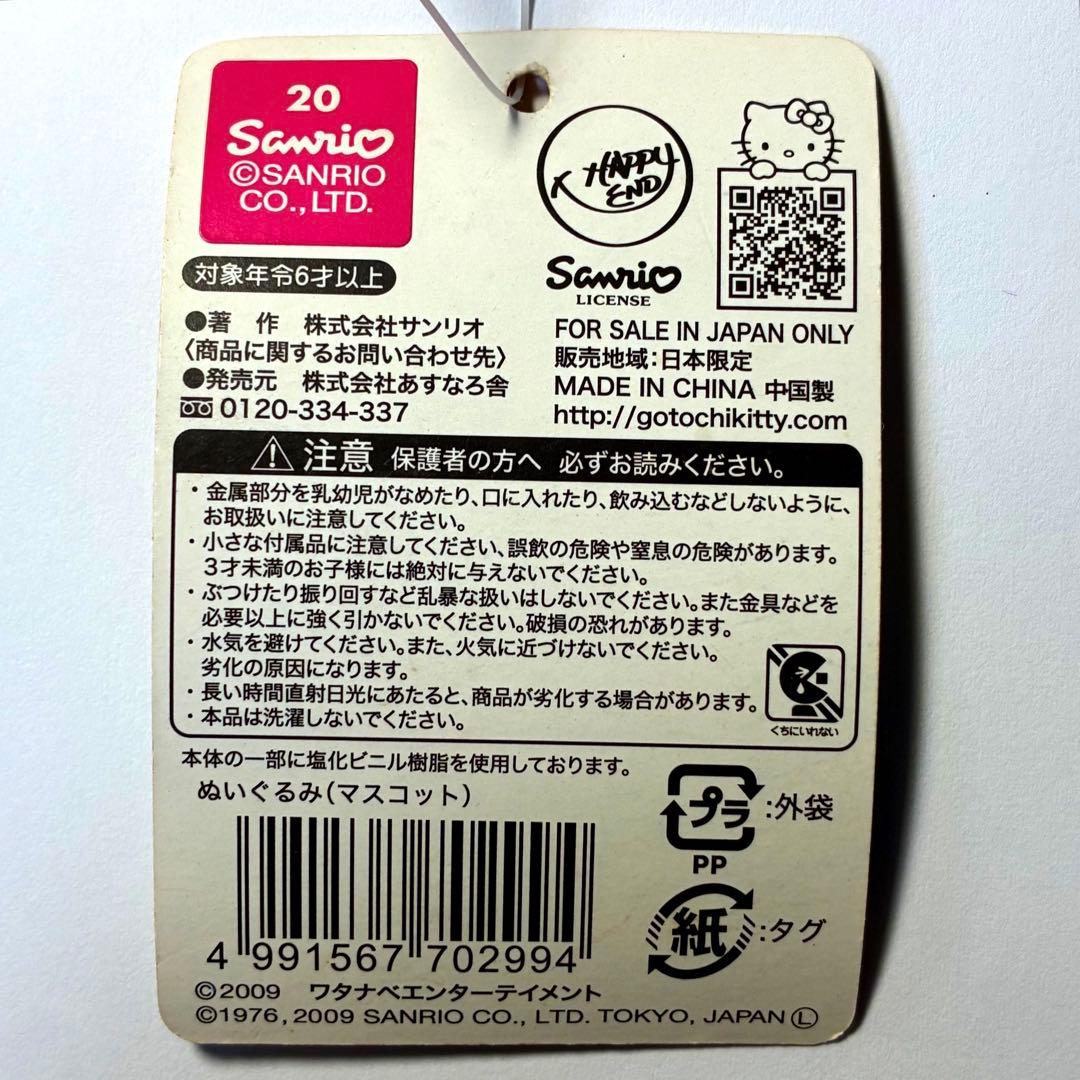 20
Sanrio
©SANRIO
CO.,LTD.
HAPPY
END
Sanrio
LICENSE
対象年令6才以上
●著　作　株式会社サンリオ
〈商品に関するお問い合わせ先〉
●発売元　株式会社あすなろ舎
0120-334-337
FOR SALE IN JAPAN ONLY
販売地域:日本限定
MADE IN CHINA 中国製
http://gotochikitty.com
注意 保護者の方へ 必ずお読みください。
・金属部分を乳幼児がなめたり、口に入れたり、飲み込むなどしないように、
お取扱いに注意してください。
・小さな付属品に注意してください、誤飲の危険や窒息の危険があります。
3才未満のお子様には絶対に与えないでください。
・ぶつけたり振り回すなど乱暴な扱いはしないでください。また金具などを
必要以上に強く引かないでください。破損の恐れがあります。
・水気を避けてください。また、火気に近づけないでください。
劣化の原因になります。
・長い時間直射日光にあたると、商品が劣化する場合があります。
・本品は洗濯しないでください。
くちにいれない
本体の一部に塩化ビニル樹脂を使用しております。
ぬいぐるみ(マスコット)
プラ:外袋
PP
紙:タグ
4 991567 702994
©2009　ワタナベエンターテイメント
©1976,2009 SANRIO CO., LTD. TOKYO, JAPAN Ⓛ